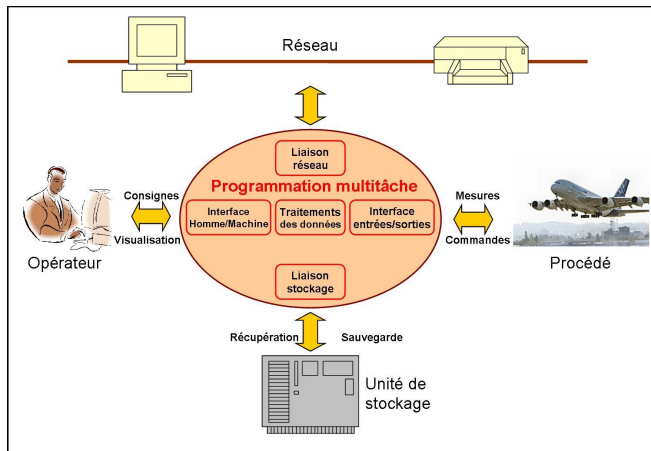 Réseau
Liaison
réseau
Programmation multitâche
Consignes
Visualisation
Opérateur
Interface
Homme/Machine
Traitements
des données
Interface
entrées/sorties
Mesures
Commandes
Procédé
Liaison
stockage
Récupération
Sauvegarde
Unité de
stockage